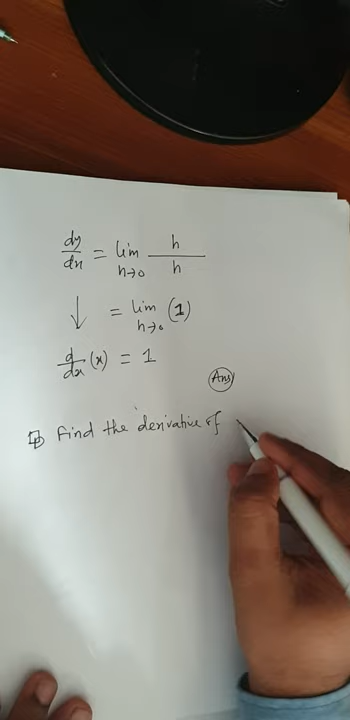 dy/dx = lim h→0 h/h
↓ = lim h→0 (1)
d/dx (x) = 1
Ans
Find the derivative of